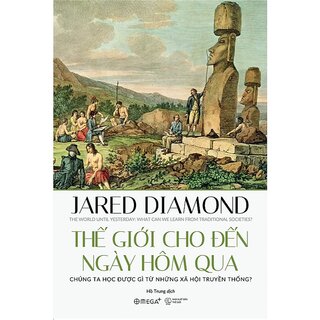 JARED DIAMOND
THE WORLD UNTIL YESTERDAY: WHAT CAN WE LEARN FROM TRADITIONAL SOCIETIES?
THẾ GIỚI CHO ĐẾN
NGÀY HÔM QUA
CHÚNG TA HỌC ĐƯỢC GÌ TỪ NHỮNG XÃ HỘI TRUYỀN THỐNG?
Hồ Trung dịch
OMEGA+